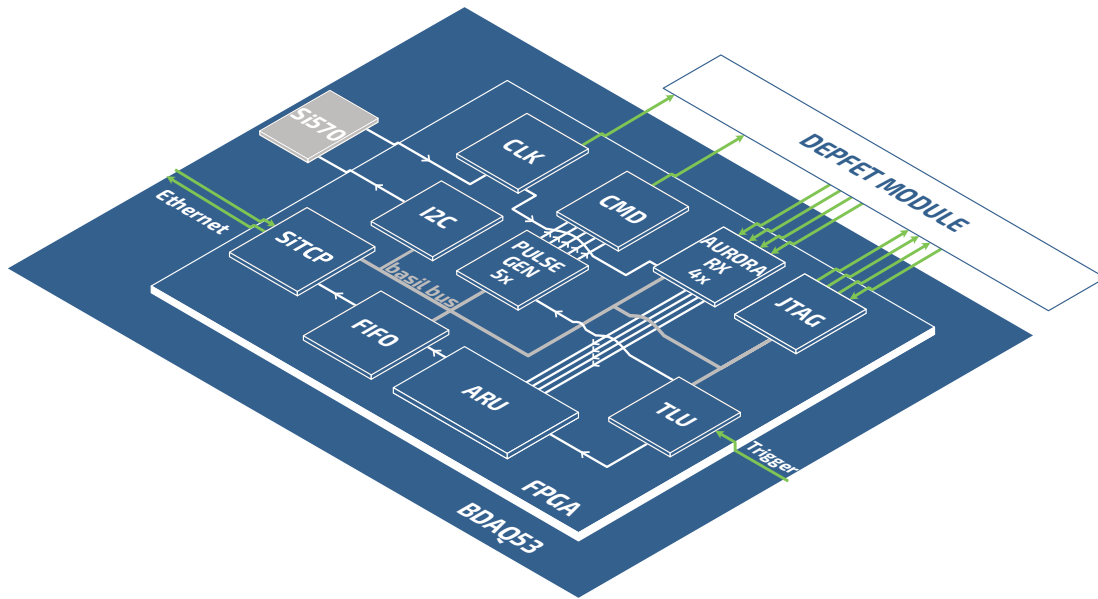 Si570
CLK
DEPFET MODULE
CMD
I2C
Ethernet
SiTCP
PULSE
GEN
5x
AURORA
RX
4x
basil bus
JTAG
FIFO
ARU
TLU
Trigger
FPGA
BDAQ53